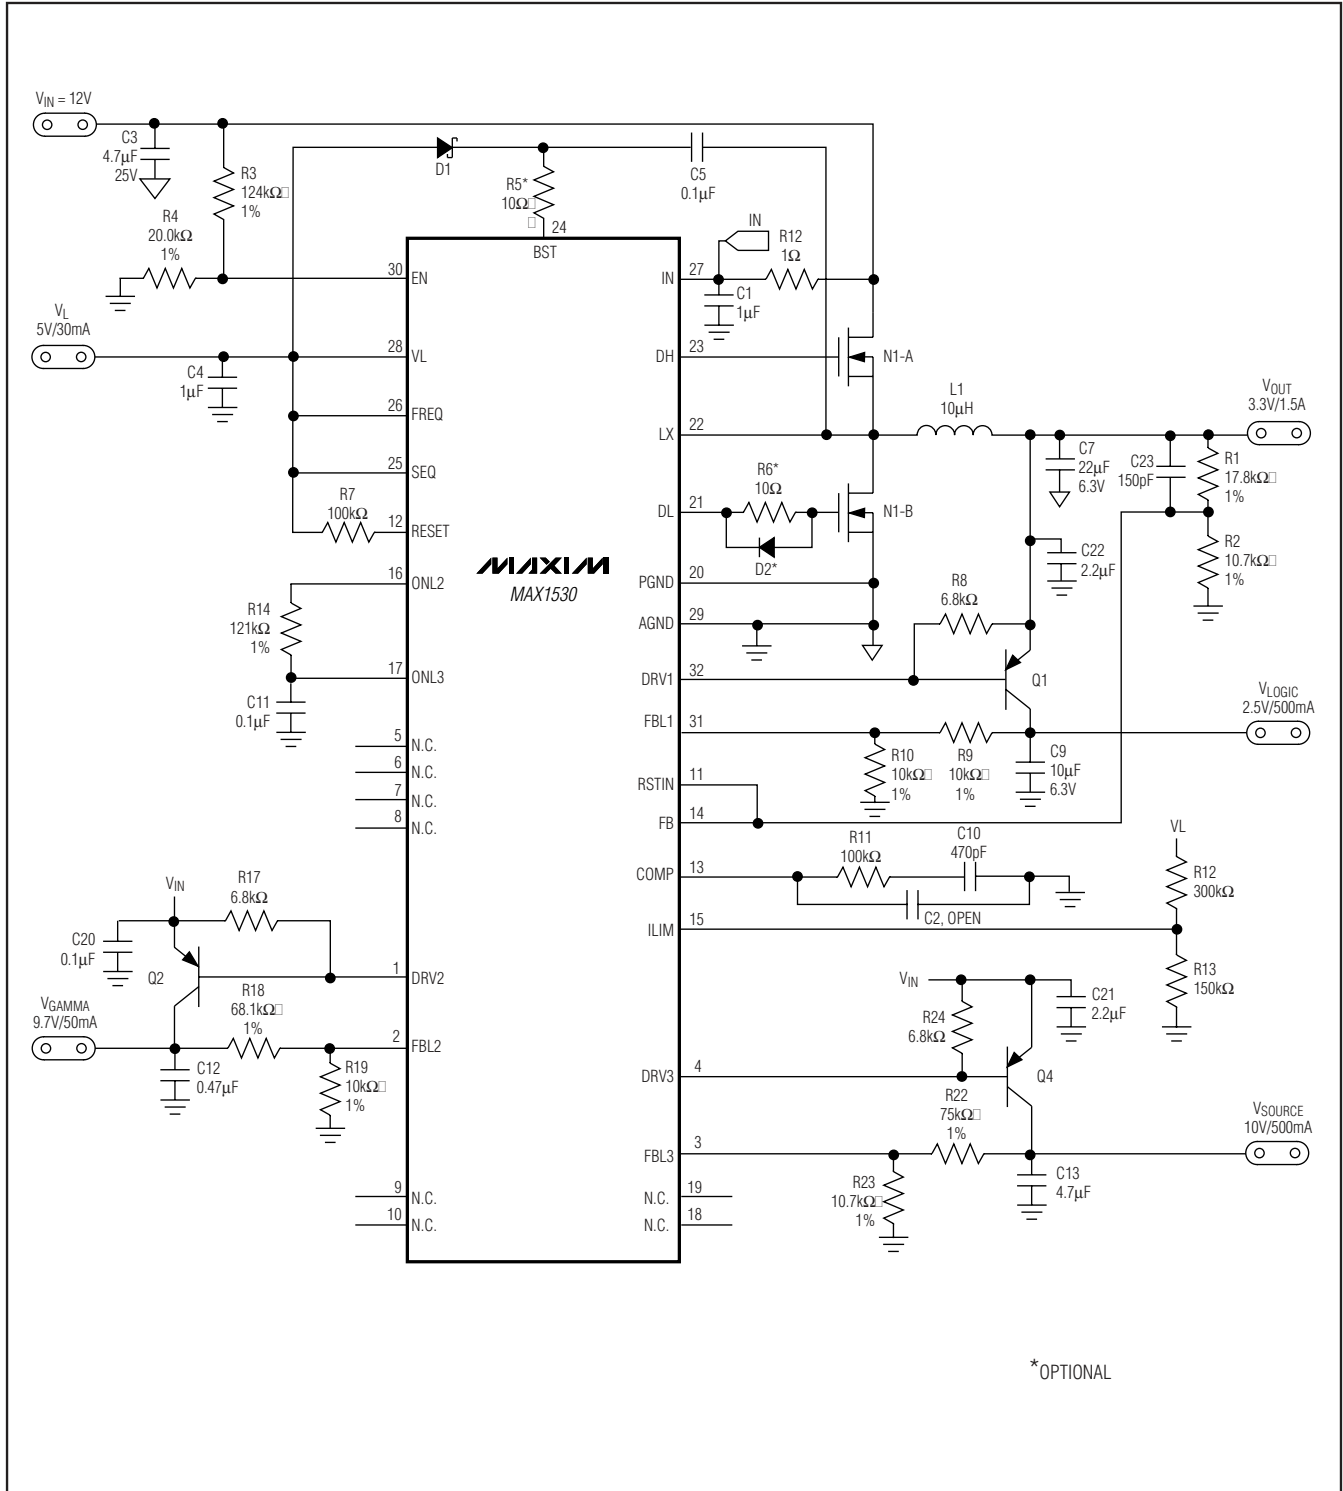 VIN = 12V
C3
4.7µF
25V
R3
124kΩ
1%
R4
20.0kΩ
1%
D1
R5*
10Ω
C5
0.1µF
24
BST
30
EN
VL
5V/30mA
28
VL
C4
1µF
26
FREQ
25
SEQ
R7
100kΩ
12
RESET
16
ONL2
R14
121kΩ
1%
17
ONL3
C11
0.1µF
5
N.C.
6
N.C.
7
N.C.
8
N.C.
VIN
R17
6.8kΩ
C20
0.1µF
Q2
1
DRV2
VGAMMA
9.7V/50mA
R18
68.1kΩ
1%
2
FBL2
C12
0.47µF
R19
10kΩ
1%
9
N.C.
10
N.C.
MAXIM
MAX1530
IN
R12
1Ω
IN
27
C1
1µF
DH
23
N1-A
LX
22
L1
10µH
VOUT
3.3V/1.5A
C7
22µF
6.3V
C23
150pF
R1
17.8kΩ
1%
R6*
10Ω
DL
21
N1-B
D2*
R2
10.7kΩ
1%
C22
2.2µF
PGND
20
AGND
29
R8
6.8kΩ
DRV1
32
Q1
VLOGIC
2.5V/500mA
FBL1
31
R10
10kΩ
1%
R9
10kΩ
1%
C9
10µF
6.3V
RSTIN
11
FB
14
COMP
13
R11
100kΩ
C10
470pF
C2, OPEN
ILIM
15
VL
R12
300kΩ
R13
150kΩ
VIN
C21
2.2µF
R24
6.8kΩ
DRV3
4
Q4
R22
75kΩ
1%
FBL3
3
VSOURCE
10V/500mA
R23
10.7kΩ
1%
C13
4.7µF
N.C.
19
N.C.
18
*OPTIONAL